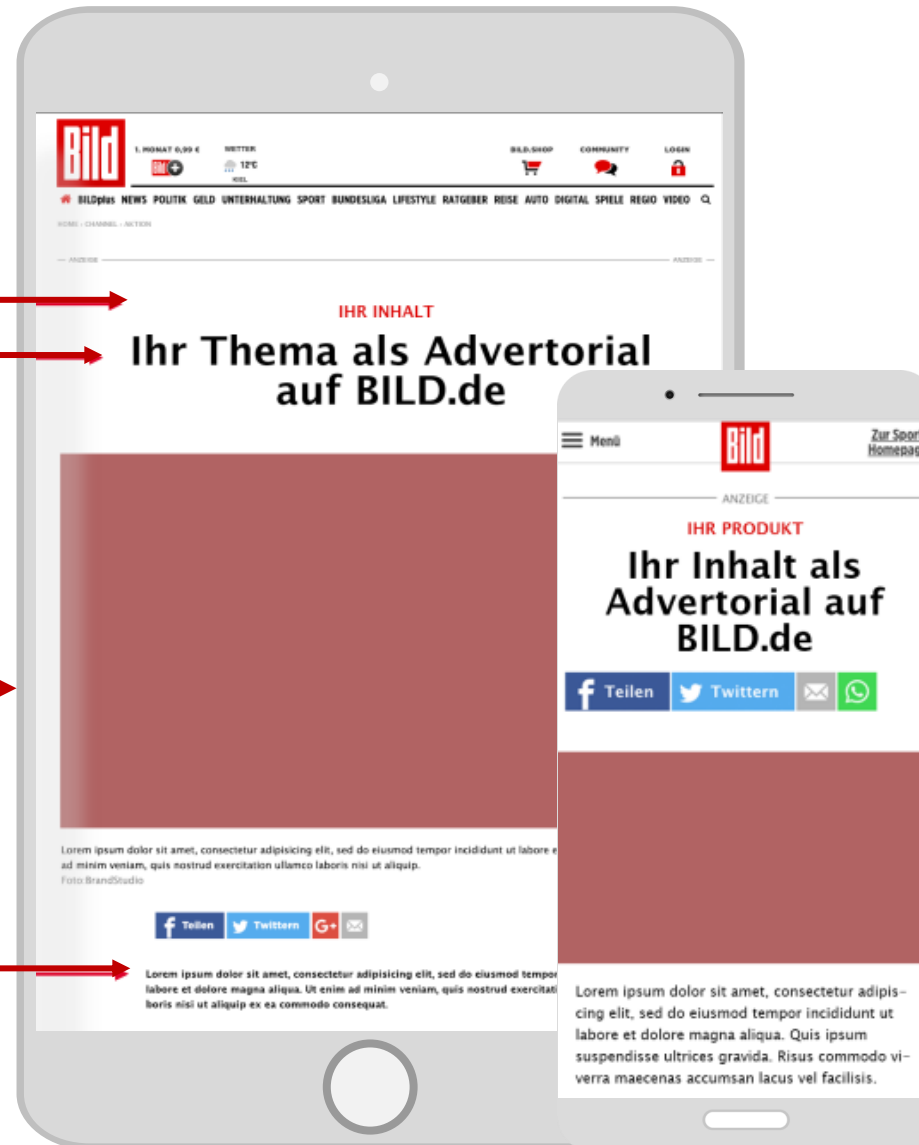 Bild
1. MONAT 0,99 €
WETTER
12°C
KIEL
BILD.SHOP
COMMUNITY
LOGIN
BILDplus NEWS POLITIK GELD UNTERHALTUNG SPORT BUNDESLIGA LIFESTYLE RATGEBER REISE AUTO DIGITAL SPIELE REGIO VIDEO
HOME › CHANNEL › AKTION
ANZEIGE ANZEIGE
IHR INHALT
Ihr Thema als Advertorial
auf BILD.de
Lorem ipsum dolor sit amet, consectetur adipisicing elit, sed do eiusmod tempor incididunt ut labore e
ad minim veniam, quis nostrud exercitation ullamco laboris nisi ut aliquip.
Foto:BrandStudio
Teilen Twittern G+
Lorem ipsum dolor sit amet, consectetur adipisicing elit, sed do eiusmod tempor
labore et dolore magna aliqua. Ut enim ad minim veniam, quis nostrud exercitati
boris nisi ut aliquip ex ea commodo consequat.
Menü
Bild
Zur Sport
Homepag
ANZEIGE
IHR PRODUKT
Ihr Inhalt als
Advertorial auf
BILD.de
Teilen Twittern
Lorem ipsum dolor sit amet, consectetur adipis–
cing elit, sed do eiusmod tempor incididunt ut
labore et dolore magna aliqua. Quis ipsum
suspendisse ultrices gravida. Risus commodo vi–
verra maecenas accumsan lacus vel facilisis.